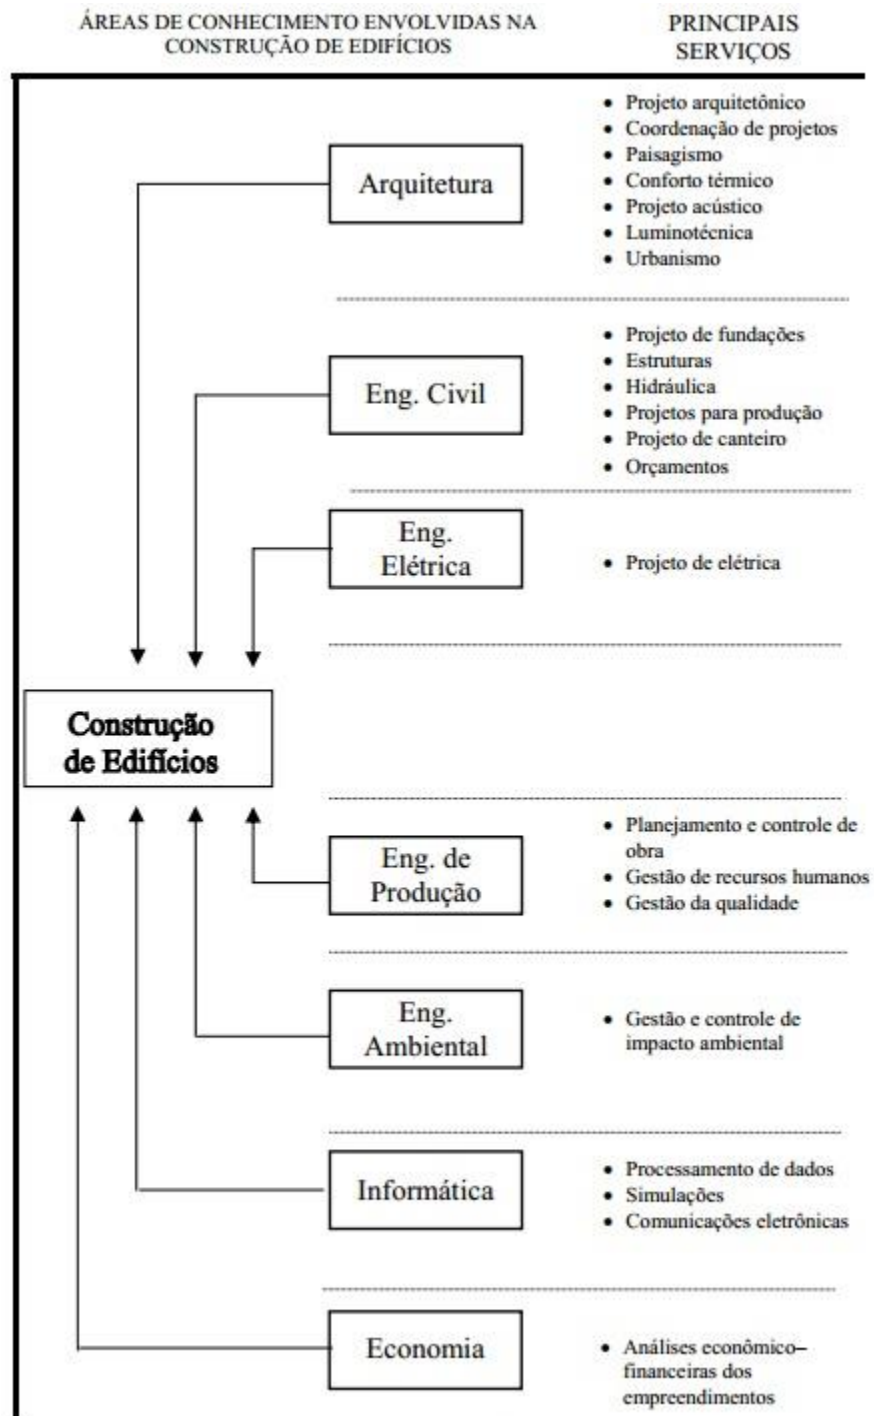 ÁREAS DE CONHECIMENTO ENVOLVIDAS NA
CONSTRUÇÃO DE EDIFÍCIOS
PRINCIPAIS
SERVIÇOS
Arquitetura
• Projeto arquitetônico
• Coordenação de projetos
• Paisagismo
• Conforto térmico
• Projeto acústico
• Luminotécnica
• Urbanismo
Eng. Civil
• Projeto de fundações
• Estruturas
• Hidráulica
• Projetos para produção
• Projeto de canteiro
• Orçamentos
Eng.
Elétrica
• Projeto de elétrica
Construção
de Edifícios
Eng. de
Produção
• Planejamento e controle de
obra
• Gestão de recursos humanos
• Gestão da qualidade
Eng.
Ambiental
• Gestão e controle de
impacto ambiental
Informática
• Processamento de dados
• Simulações
• Comunicações eletrônicas
Economia
• Análises econômico–
financeiras dos
empreendimentos